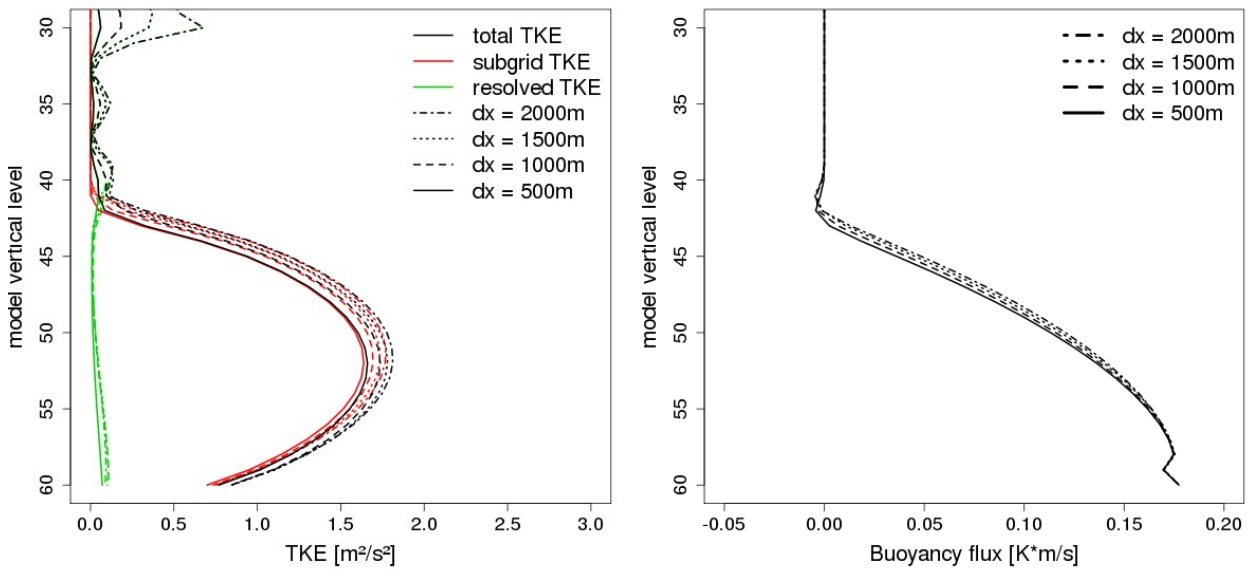 30
35
40
45
50
55
60
model vertical level
0.0 0.5 1.0 1.5 2.0 2.5 3.0
TKE [m²/s²]
total TKE
subgrid TKE
resolved TKE
dx = 2000m
dx = 1500m
dx = 1000m
dx = 500m
30
35
40
45
50
55
60
model vertical level
-0.05 0.00 0.05 0.10 0.15 0.20
Buoyancy flux [K*m/s]
dx = 2000m
dx = 1500m
dx = 1000m
dx = 500m